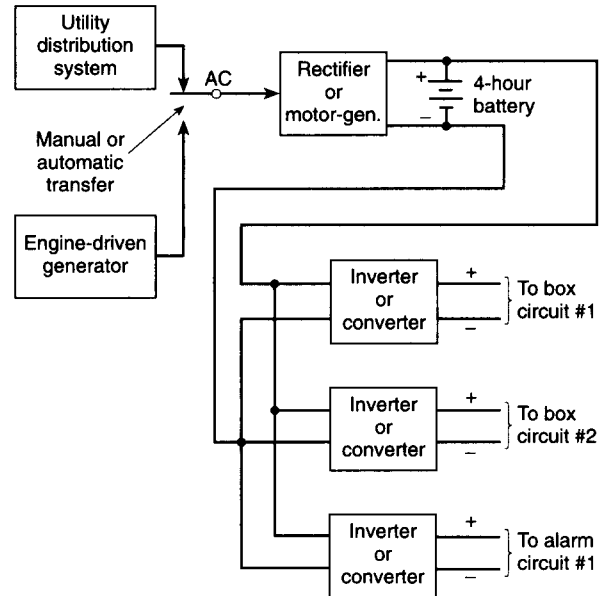 Utility
distribution
system
AC
Rectifier
or
motor-gen.
+
−
4-hour
battery
Manual or
automatic
transfer
Engine-driven
generator
Inverter
or
converter
+
−
To box
circuit #1
Inverter
or
converter
+
−
To box
circuit #2
Inverter
or
converter
+
−
To alarm
circuit #1